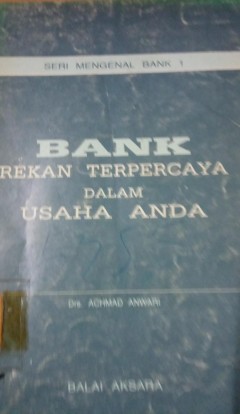 SERI MENGENAL BANK 1
BANK
REKAN TERPERCAYA
DALAM
USAHA ANDA
Drs. ACHMAD ANWARI
BALAI AKSARA